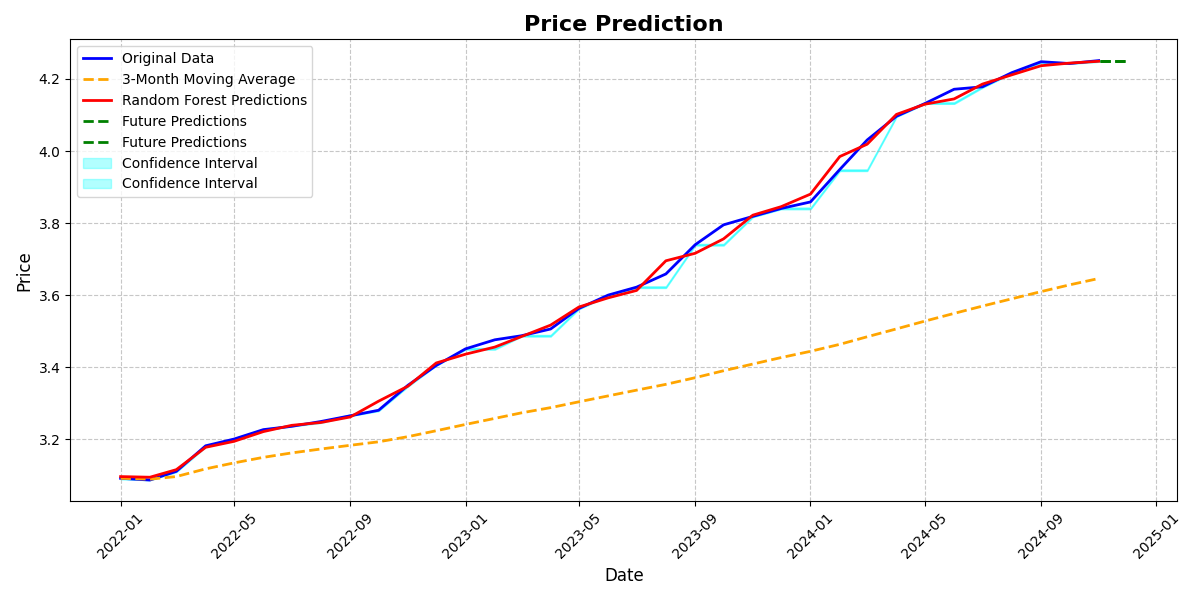 Price Prediction
Original Data
3-Month Moving Average
Random Forest Predictions
Future Predictions
Future Predictions
Confidence Interval
Confidence Interval
4.2
4.0
3.8
3.6
3.4
3.2
Price
2022-01
2022-05
2022-09
2023-01
2023-05
2023-09
2024-01
2024-05
2024-09
2025-01
Date